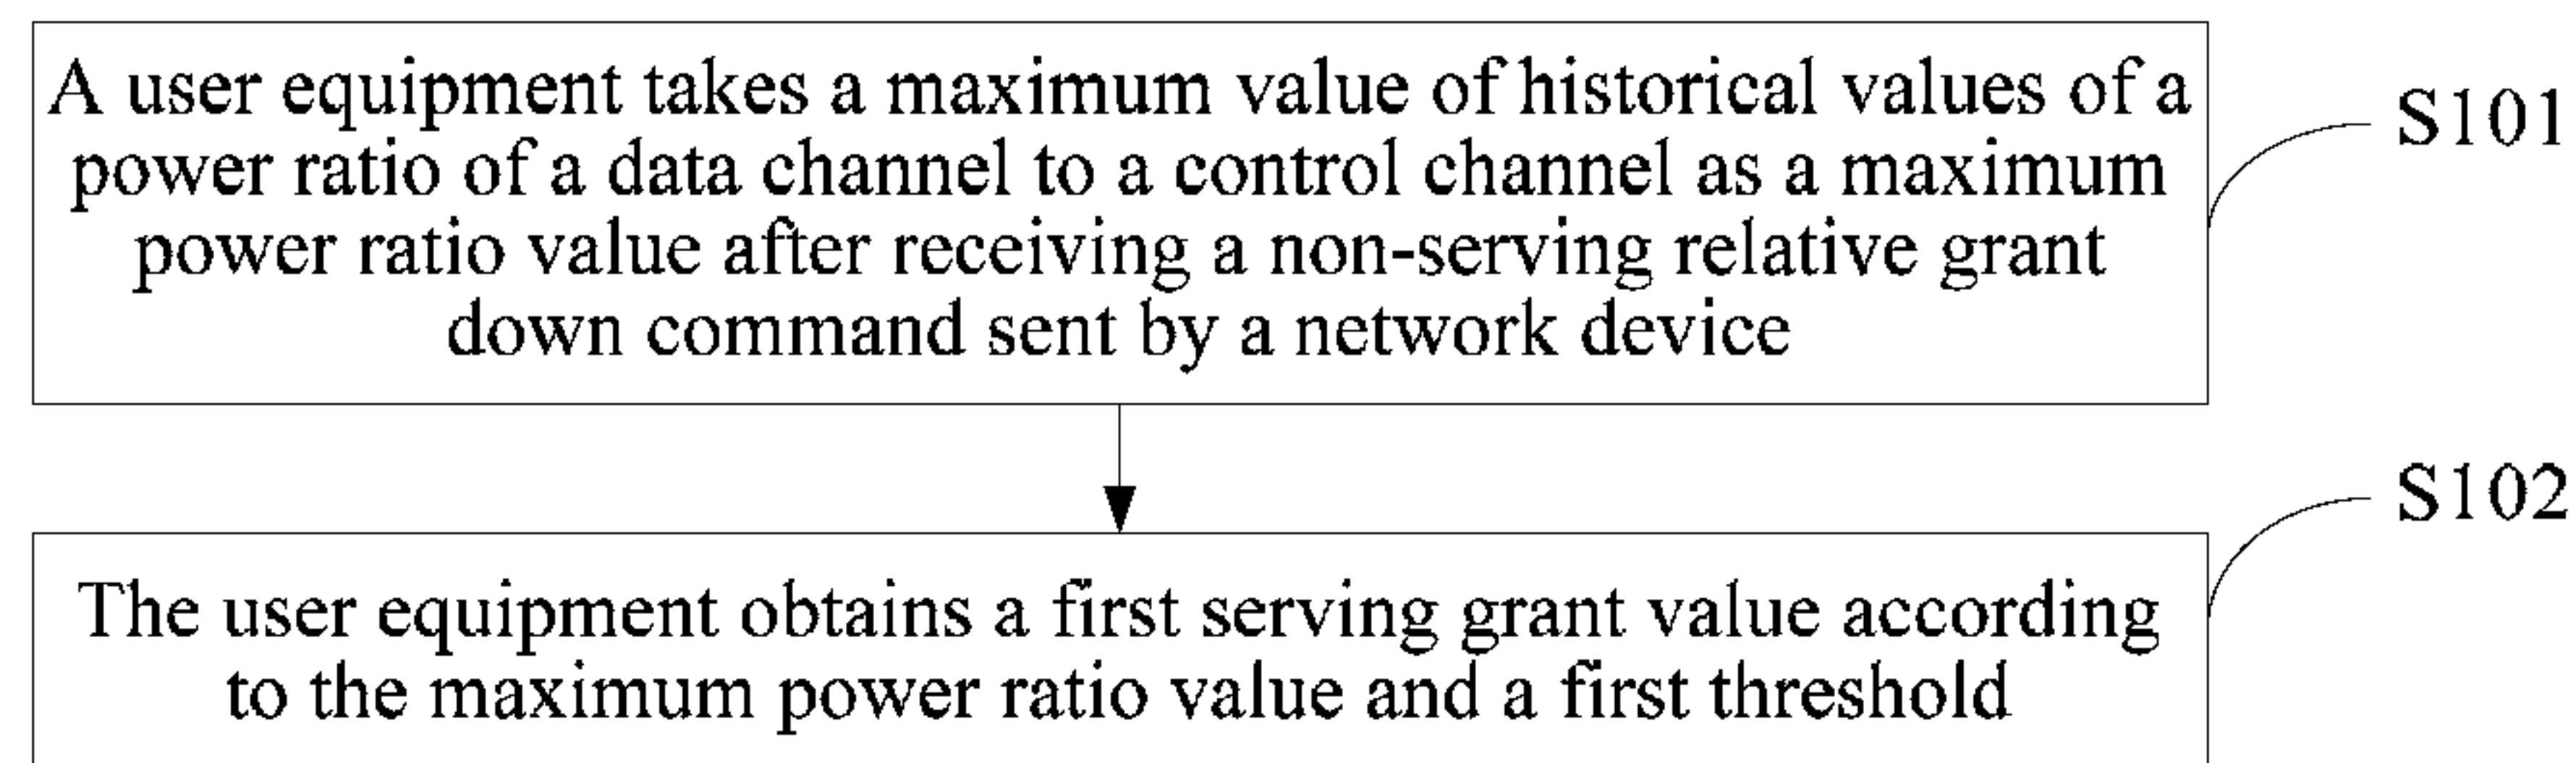 A user equipment takes a maximum value of historical values of a
power ratio of a data channel to a control channel as a maximum
power ratio value after receiving a non-serving relative grant
down command sent by a network device
S101
The user equipment obtains a first serving grant value according
to the maximum power ratio value and a first threshold
S102